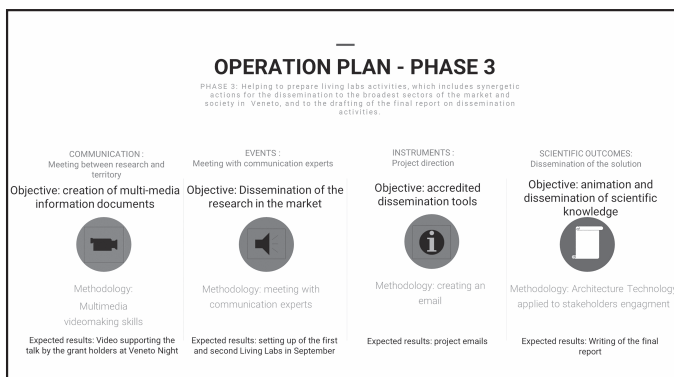 OPERATION PLAN - PHASE 3
PHASE 3: Helping to prepare living labs activities, which includes synergetic
actions for the dissemination to the broadest sectors of the market and
society in Veneto, and to the drafting of the final report on dissemination
activities.
COMMUNICATION :
Meeting between research and
territory
Objective: creation of multi-media
information documents
Methodology:
Multimedia
videomaking skills
Expected results: Video supporting the
talk by the grant holders at Veneto Night
EVENTS :
Meeting with communication experts
Objective: Dissemination of the
research in the market
Methodology: meeting with
communication experts
Expected results: setting up of the first
and second Living Labs in September
INSTRUMENTS :
Project direction
Objective: accredited
dissemination tools
Methodology: creating an
email
Expected results: project emails
SCIENTIFIC OUTCOMES:
Dissemination of the solution
Objective: animation and
dissemination of scientific
knowledge
Methodology: Architecture Technology
applied to stakeholders engagment
Expected results: Writing of the final
report